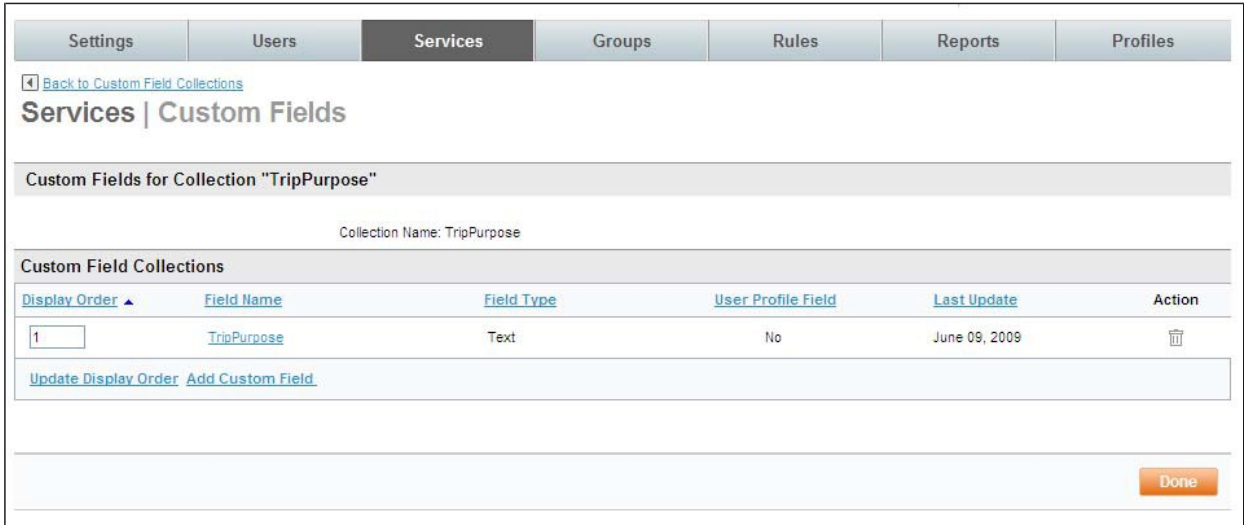 Settings Users Services Groups Rules Reports Profiles
Back to Custom Field Collections
Services | Custom Fields
Custom Fields for Collection "TripPurpose"
Collection Name: TripPurpose
Custom Field Collections
Display Order Field Name Field Type User Profile Field Last Update Action
1 TripPurpose Text No June 09, 2009
Update Display Order Add Custom Field
Done